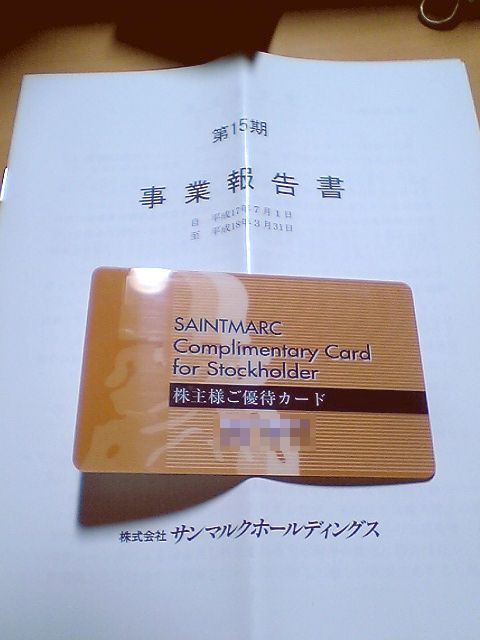 第15期
事業報告書
自 平成17年7月1日
至 平成18年3月31日
SAINTMARC
Complimentary Card
for Stockholder
株主様ご優待カード
株式会社 サンマルクホールディングス